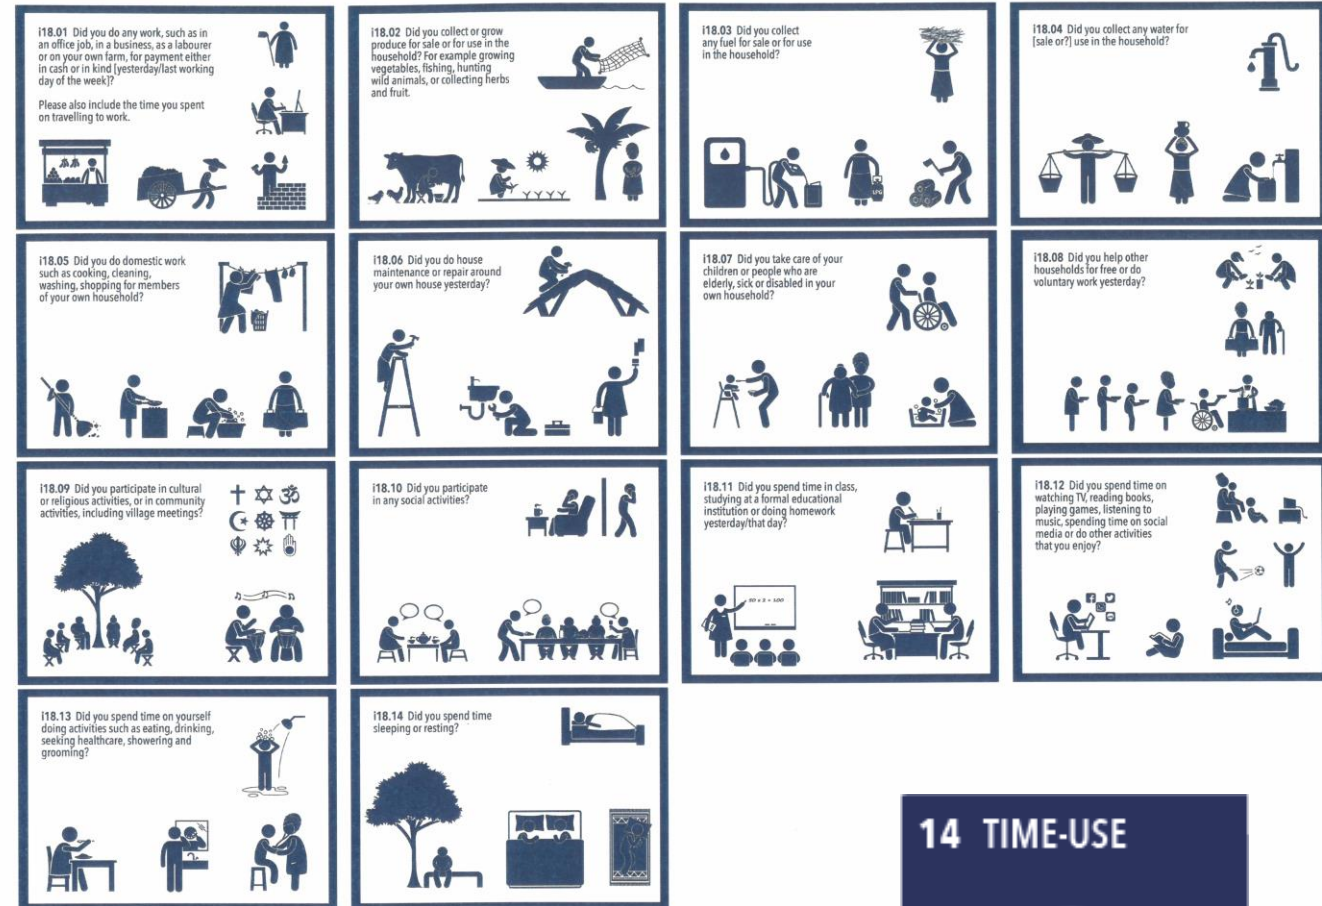 i18.01 Did you do any work, such as in
an office job, in a business, as a labourer
or on your own farm, for payment either
in cash or in kind [yesterday/last working
day of the week]?
Please also include the time you spent
on travelling to work.
i18.02 Did you collect or grow
produce for sale or for use in the
household? For example growing
vegetables, fishing, hunting
wild animals, or collecting herbs
and fruit.
i18.03 Did you collect
any fuel for sale or for use
in the household?
LPG
i18.04 Did you collect any water for
[sale or?] use in the household?
i18.05 Did you do domestic work
such as cooking, cleaning,
washing, shopping for members
of your own household?
i18.06 Did you do house
maintenance or repair around
your own house yesterday?
i18.07 Did you take care of your
children or people who are
elderly, sick or disabled in your
own household?
i18.08 Did you help other
households for free or do
voluntary work yesterday?
i18.09 Did you participate in cultural
or religious activities, or in community
activities, including village meetings?
i18.10 Did you participate
in any social activities?
i18.11 Did you spend time in class,
studying at a formal educational
institution or doing homework
yesterday/that day?
i18.12 Did you spend time on
watching TV, reading books,
playing games, listening to
music, spending time on social
media or do other activities
that you enjoy?
i18.13 Did you spend time on yourself
doing activities such as eating, drinking,
seeking healthcare, showering and
grooming?
i18.14 Did you spend time
sleeping or resting?
14 TIME-USE